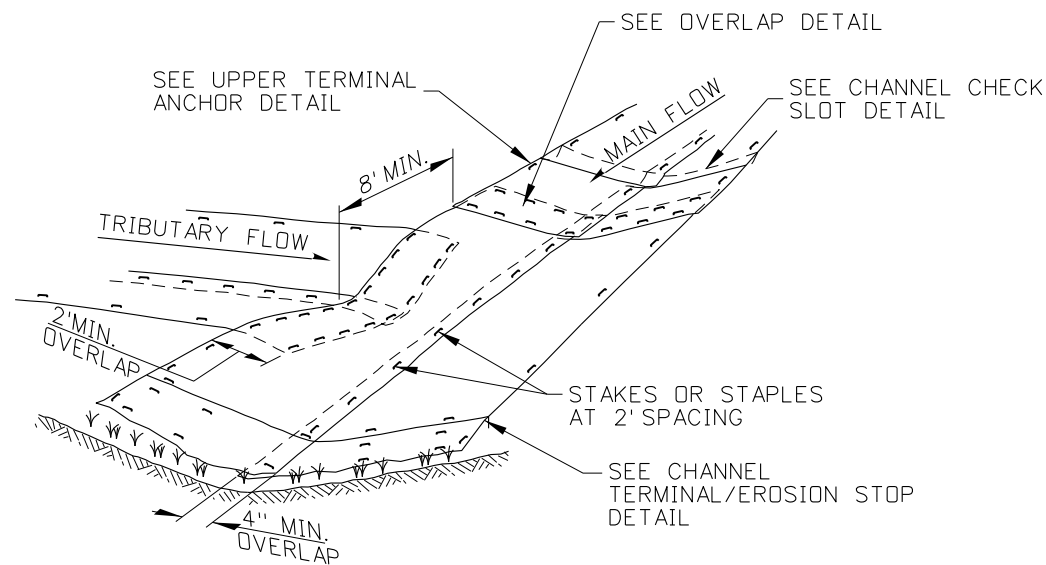 SEE OVERLAP DETAIL
SEE UPPER TERMINAL
ANCHOR DETAIL
SEE CHANNEL CHECK
SLOT DETAIL
MAIN FLOW
8' MIN.
TRIBUTARY FLOW
2' MIN.
OVERLAP
STAKES OR STAPLES
AT 2' SPACING
SEE CHANNEL
TERMINAL/EROSION STOP
DETAIL
4" MIN.
OVERLAP